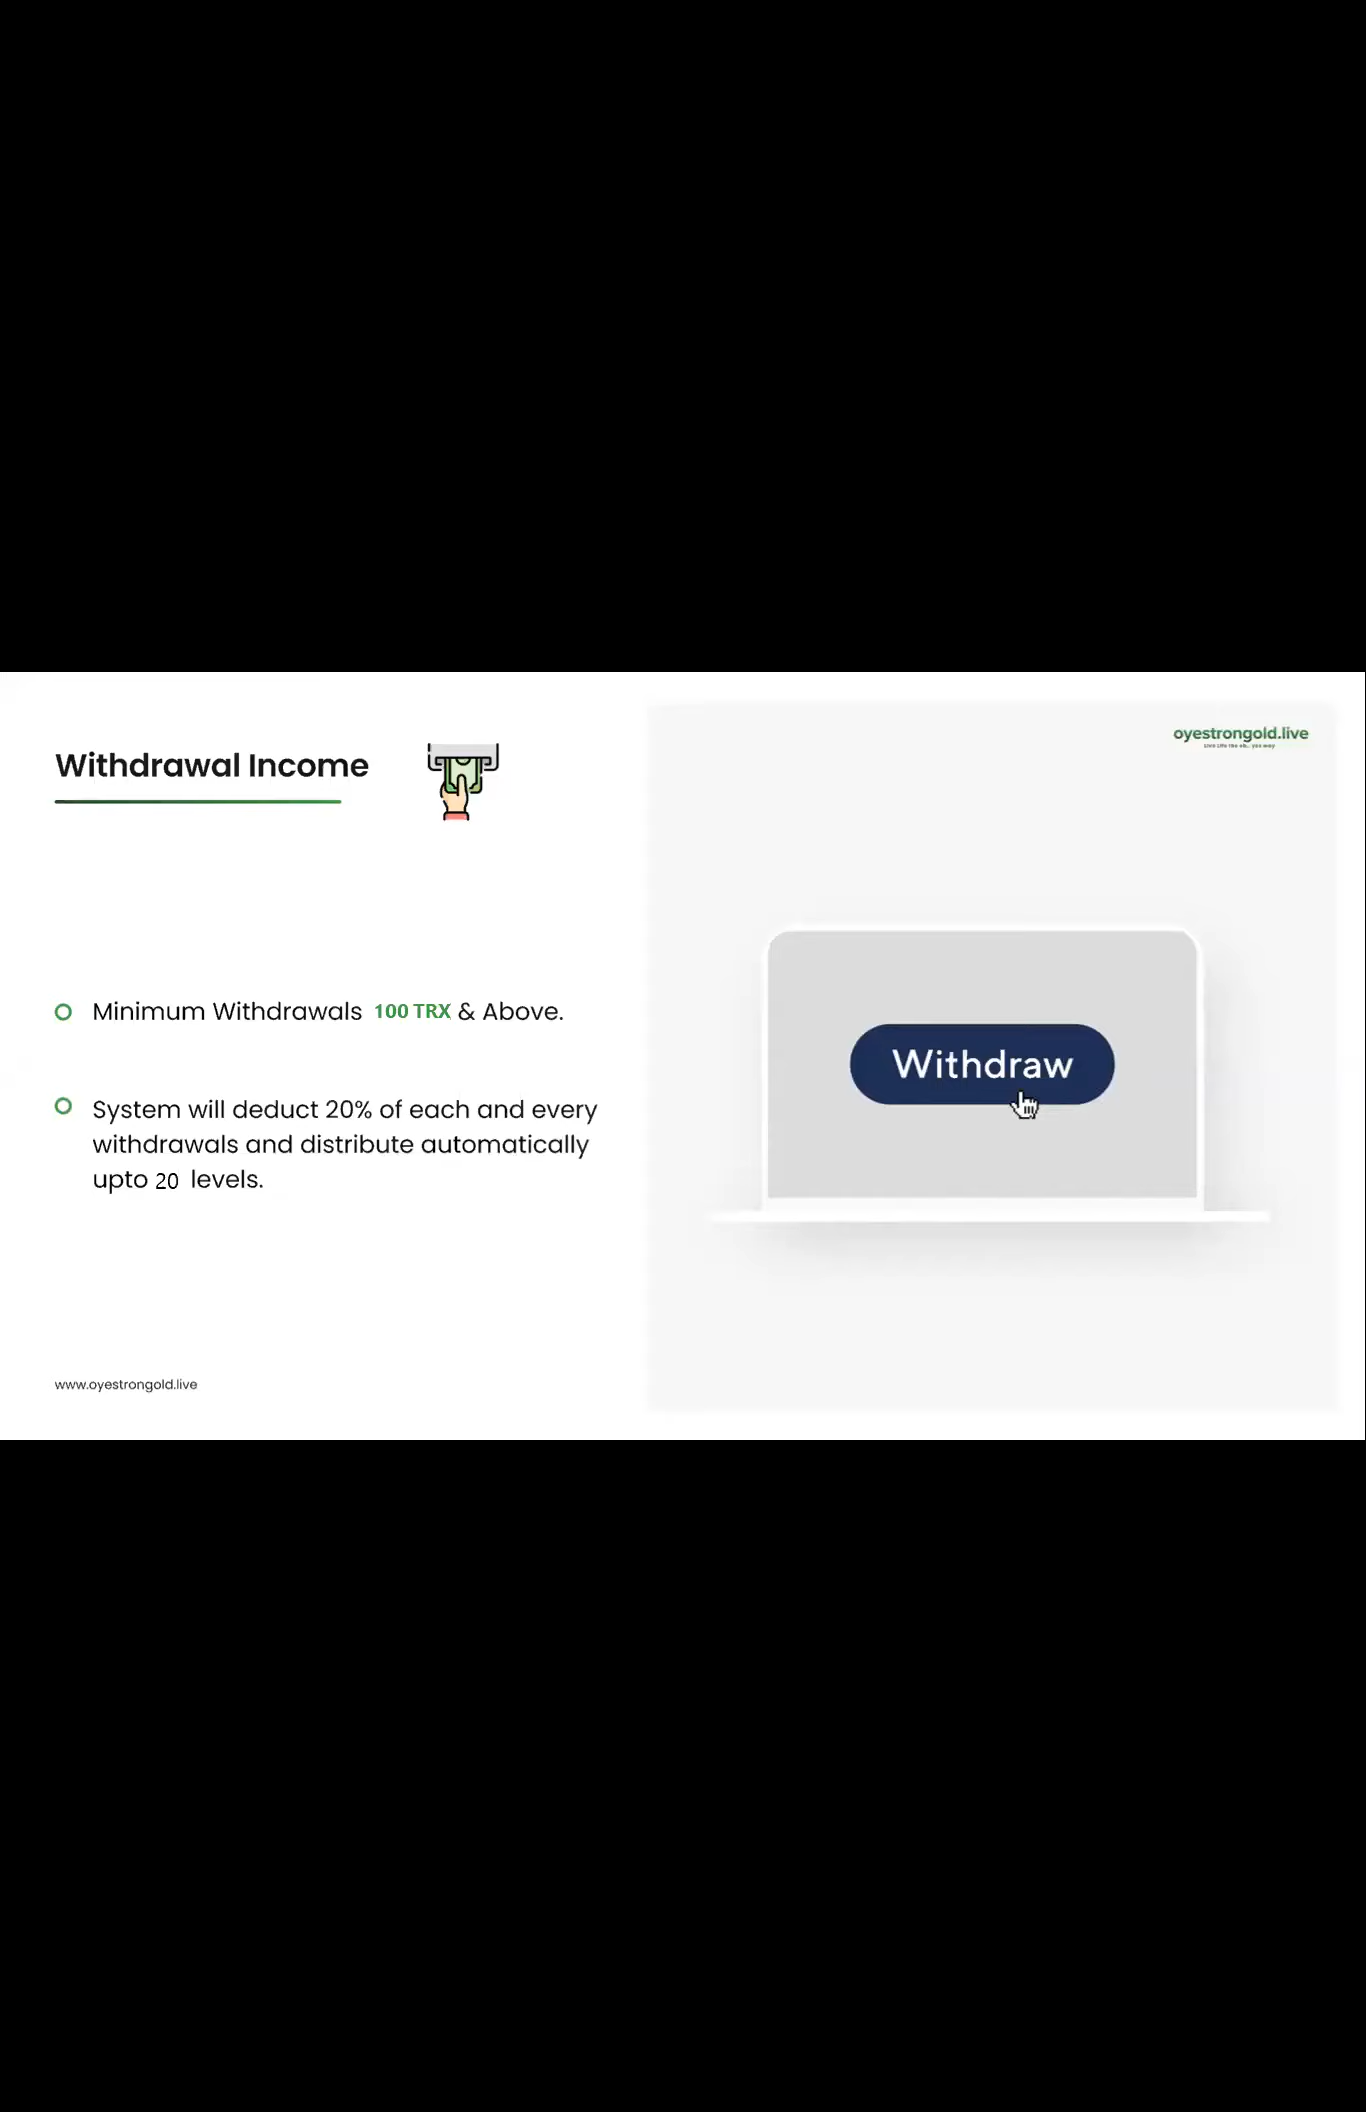 oyestrongold.live
Withdrawal Income
Minimum Withdrawals 100 TRX & Above.
Withdraw
System will deduct 20% of each and every
withdrawals and distribute automatically
upto 20 levels.
www.oyestrongold.live